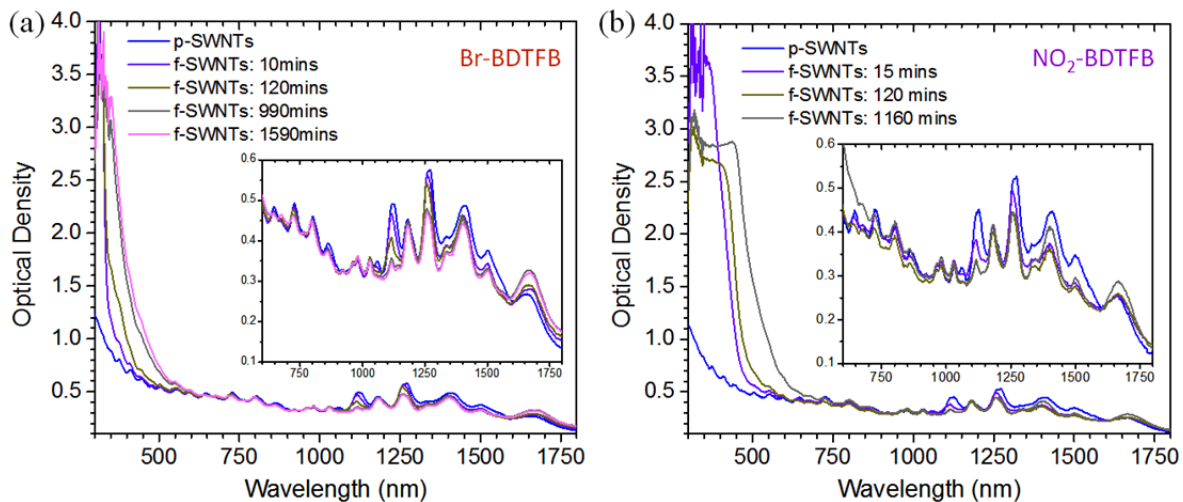 (a)
4.0
3.5
3.0
2.5
2.0
1.5
1.0
0.5
Optical Density
p-SWNTs
f-SWNTs: 10mins
f-SWNTs: 120mins
f-SWNTs: 990mins
f-SWNTs: 1590mins
Br-BDTFB
0.6
0.5
0.4
0.3
0.2
0.1
750 1000 1250 1500 1750
500 750 1000 1250 1500 1750
Wavelength (nm)
(b)
4.0
3.5
3.0
2.5
2.0
1.5
1.0
0.5
Optical Density
p-SWNTs
f-SWNTs: 15 mins
f-SWNTs: 120 mins
f-SWNTs: 1160 mins
NO₂-BDTFB
0.6
0.5
0.4
0.3
0.2
0.1
750 1000 1250 1500 1750
500 750 1000 1250 1500 1750
Wavelength (nm)